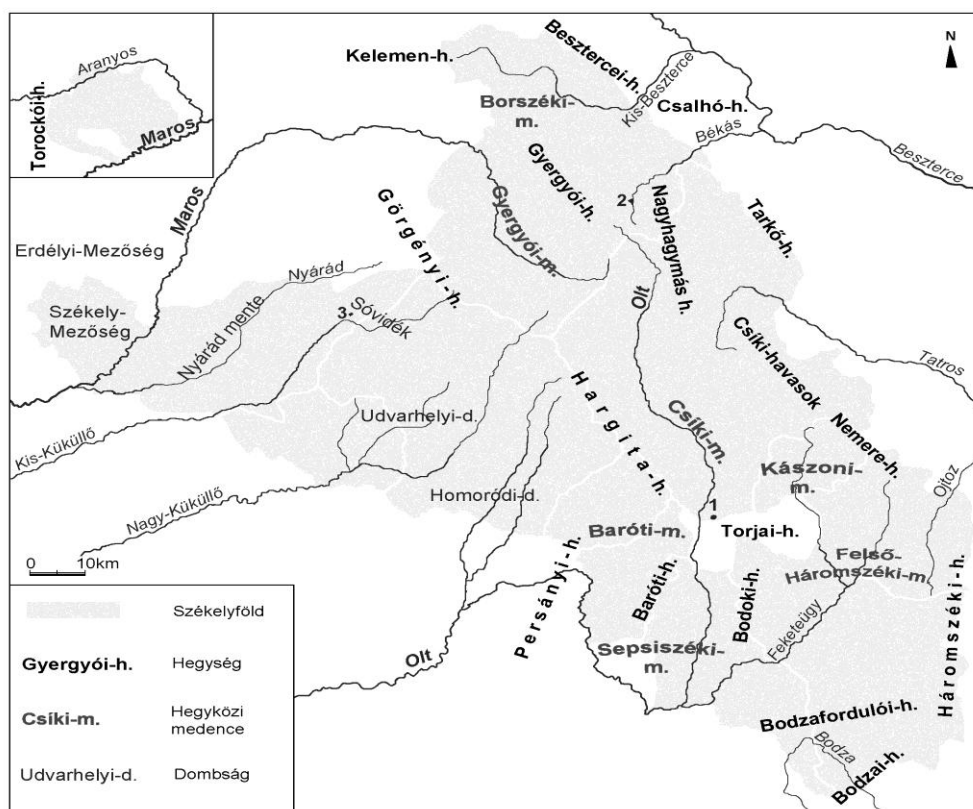 Aranyos
Torockói-h.
Maros
N
Kelemen-h.
Besztercei-h.
Kis-Beszterce
Csalhó-h.
Borszéki-
m.
Békás
Beszterce
Maros
Gyergyói-h.
2
Görgényi-h.
Gyergyói-m.
Nagyhagymás h.
Tarkő-h.
Erdélyi-Mezőség
Nyárád
Olt
Székely-
Mezőség
Nyárád mente
3
Sóvidék
Csíki-havasok
Tatros
Hargita-h.
Csíki-m.
Nemere-h.
Udvarhelyi-d.
Kis-Küküllő
Kászoni-
m.
Ojtoz
Nagy-Küküllő
Homoródi-d.
1
Baróti-m.
Torjai-h.
Felső-
Háromszéki-m.
0 10km
Persányi-h.
Baróti-h.
Bodoki-h.
Feketeügy
Háromszéki-h.
Sepsiszéki-
m.
Olt
Bodzafordulói-h.
Bodza
Bodzai-h.
Székelyföld
Gyergyói-h. Hegység
Csíki-m. Hegyközi
medence
Udvarhelyi-d. Dombság